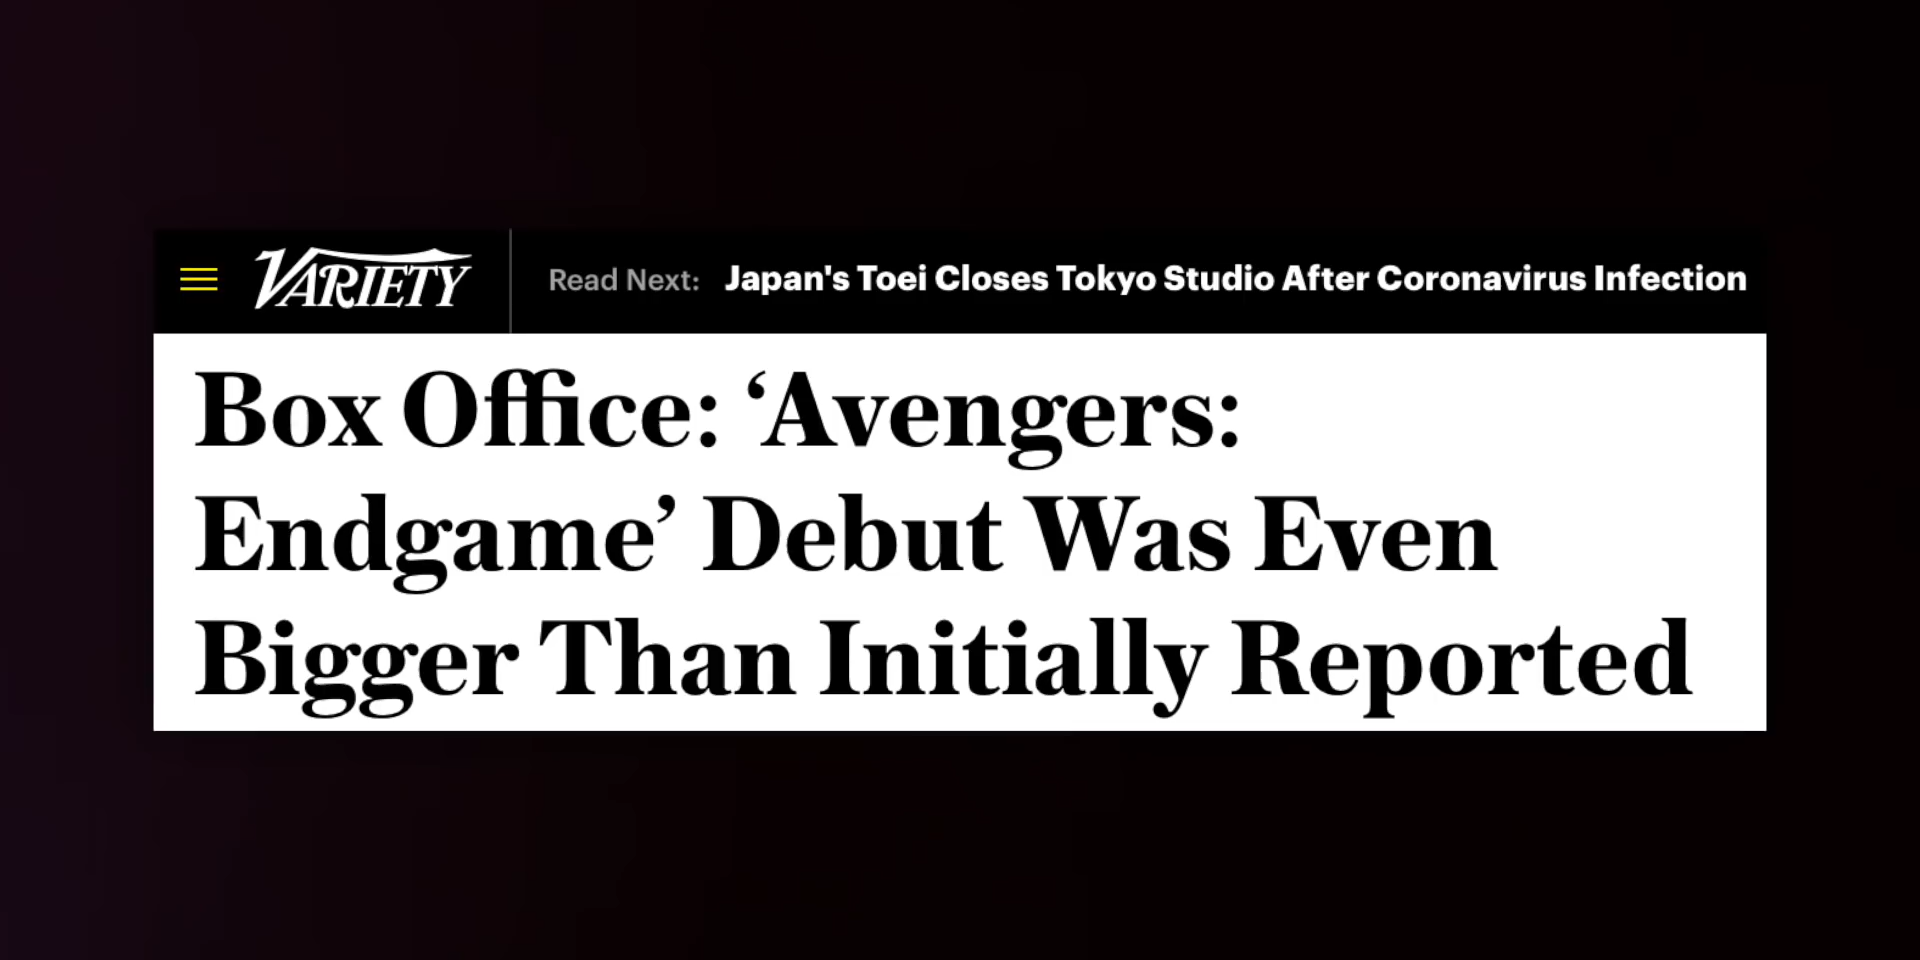 VARIETY
Read Next: Japan's Toei Closes Tokyo Studio After Coronavirus Infection
Box Office: ‘Avengers:
Endgame’ Debut Was Even
Bigger Than Initially Reported